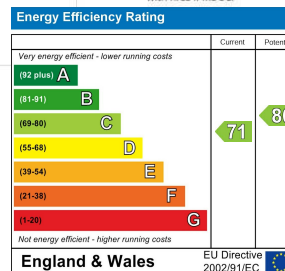 Energy Efficiency Rating
Current
Very energy efficient - lower running costs
(92 plus) A
(81-91) B
(69-80) C
71
(55-68) D
(39-54) E
(21-38) F
(1-20) G
Not energy efficient - higher running costs
England & Wales
EU Directive
2002/91/EC